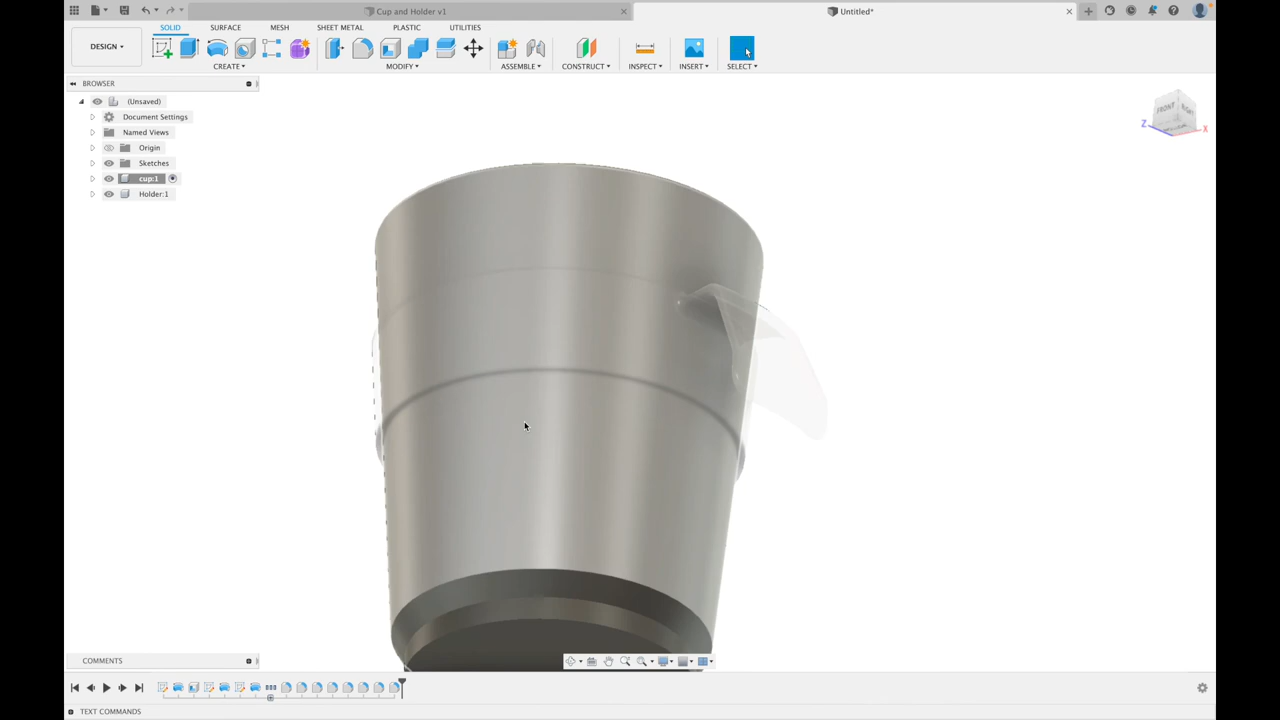 Cup and Holder v1
Untitled*
DESIGN
SOLID
SURFACE
MESH
SHEET METAL
PLASTIC
UTILITIES
CREATE
MODIFY
ASSEMBLE
CONSTRUCT
INSPECT
INSERT
SELECT
BROWSER
(Unsaved)
Document Settings
Named Views
Origin
Sketches
cup:1
Holder:1
FRONT
RIGHT
Z
X
COMMENTS
TEXT COMMANDS